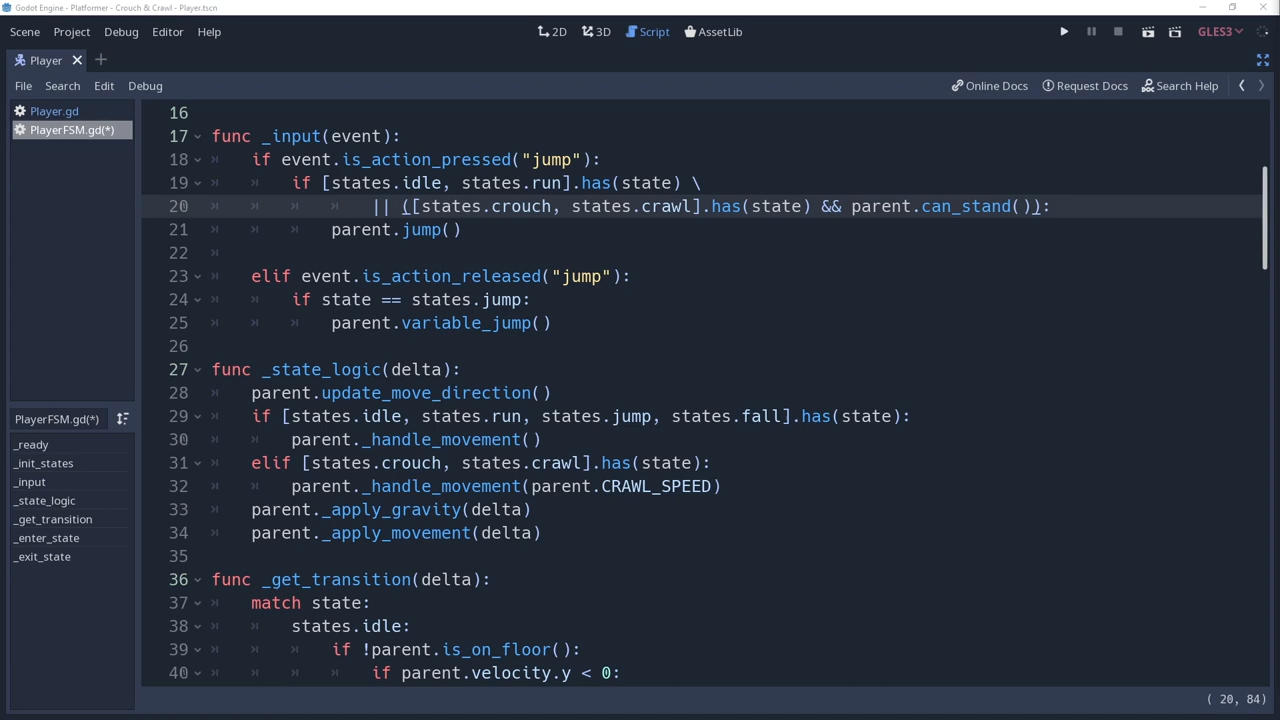 Godot Engine - Platformer - Crouch & Crawl - Player.tscn
Scene Project Debug Editor Help
2D 3D Script AssetLib
GLES3
Player
File Search Edit Debug
Online Docs Request Docs Search Help
Player.gd
PlayerFSM.gd(*)
16
17 func _input(event):
18 if event.is_action_pressed("jump"):
19 if [states.idle, states.run].has(state) \
20 || ([states.crouch, states.crawl].has(state) && parent.can_stand()):
21 parent.jump()
22
23 elif event.is_action_released("jump"):
24 if state == states.jump:
25 parent.variable_jump()
26
27 func _state_logic(delta):
28 parent.update_move_direction()
29 if [states.idle, states.run, states.jump, states.fall].has(state):
30 parent._handle_movement()
31 elif [states.crouch, states.crawl].has(state):
32 parent._handle_movement(parent.CRAWL_SPEED)
33 parent._apply_gravity(delta)
34 parent._apply_movement(delta)
35
36 func _get_transition(delta):
37 match state:
38 states.idle:
39 if !parent.is_on_floor():
40 if parent.velocity.y < 0:
PlayerFSM.gd(*)
_ready
_init_states
_input
_state_logic
_get_transition
_enter_state
_exit_state
( 20, 84)